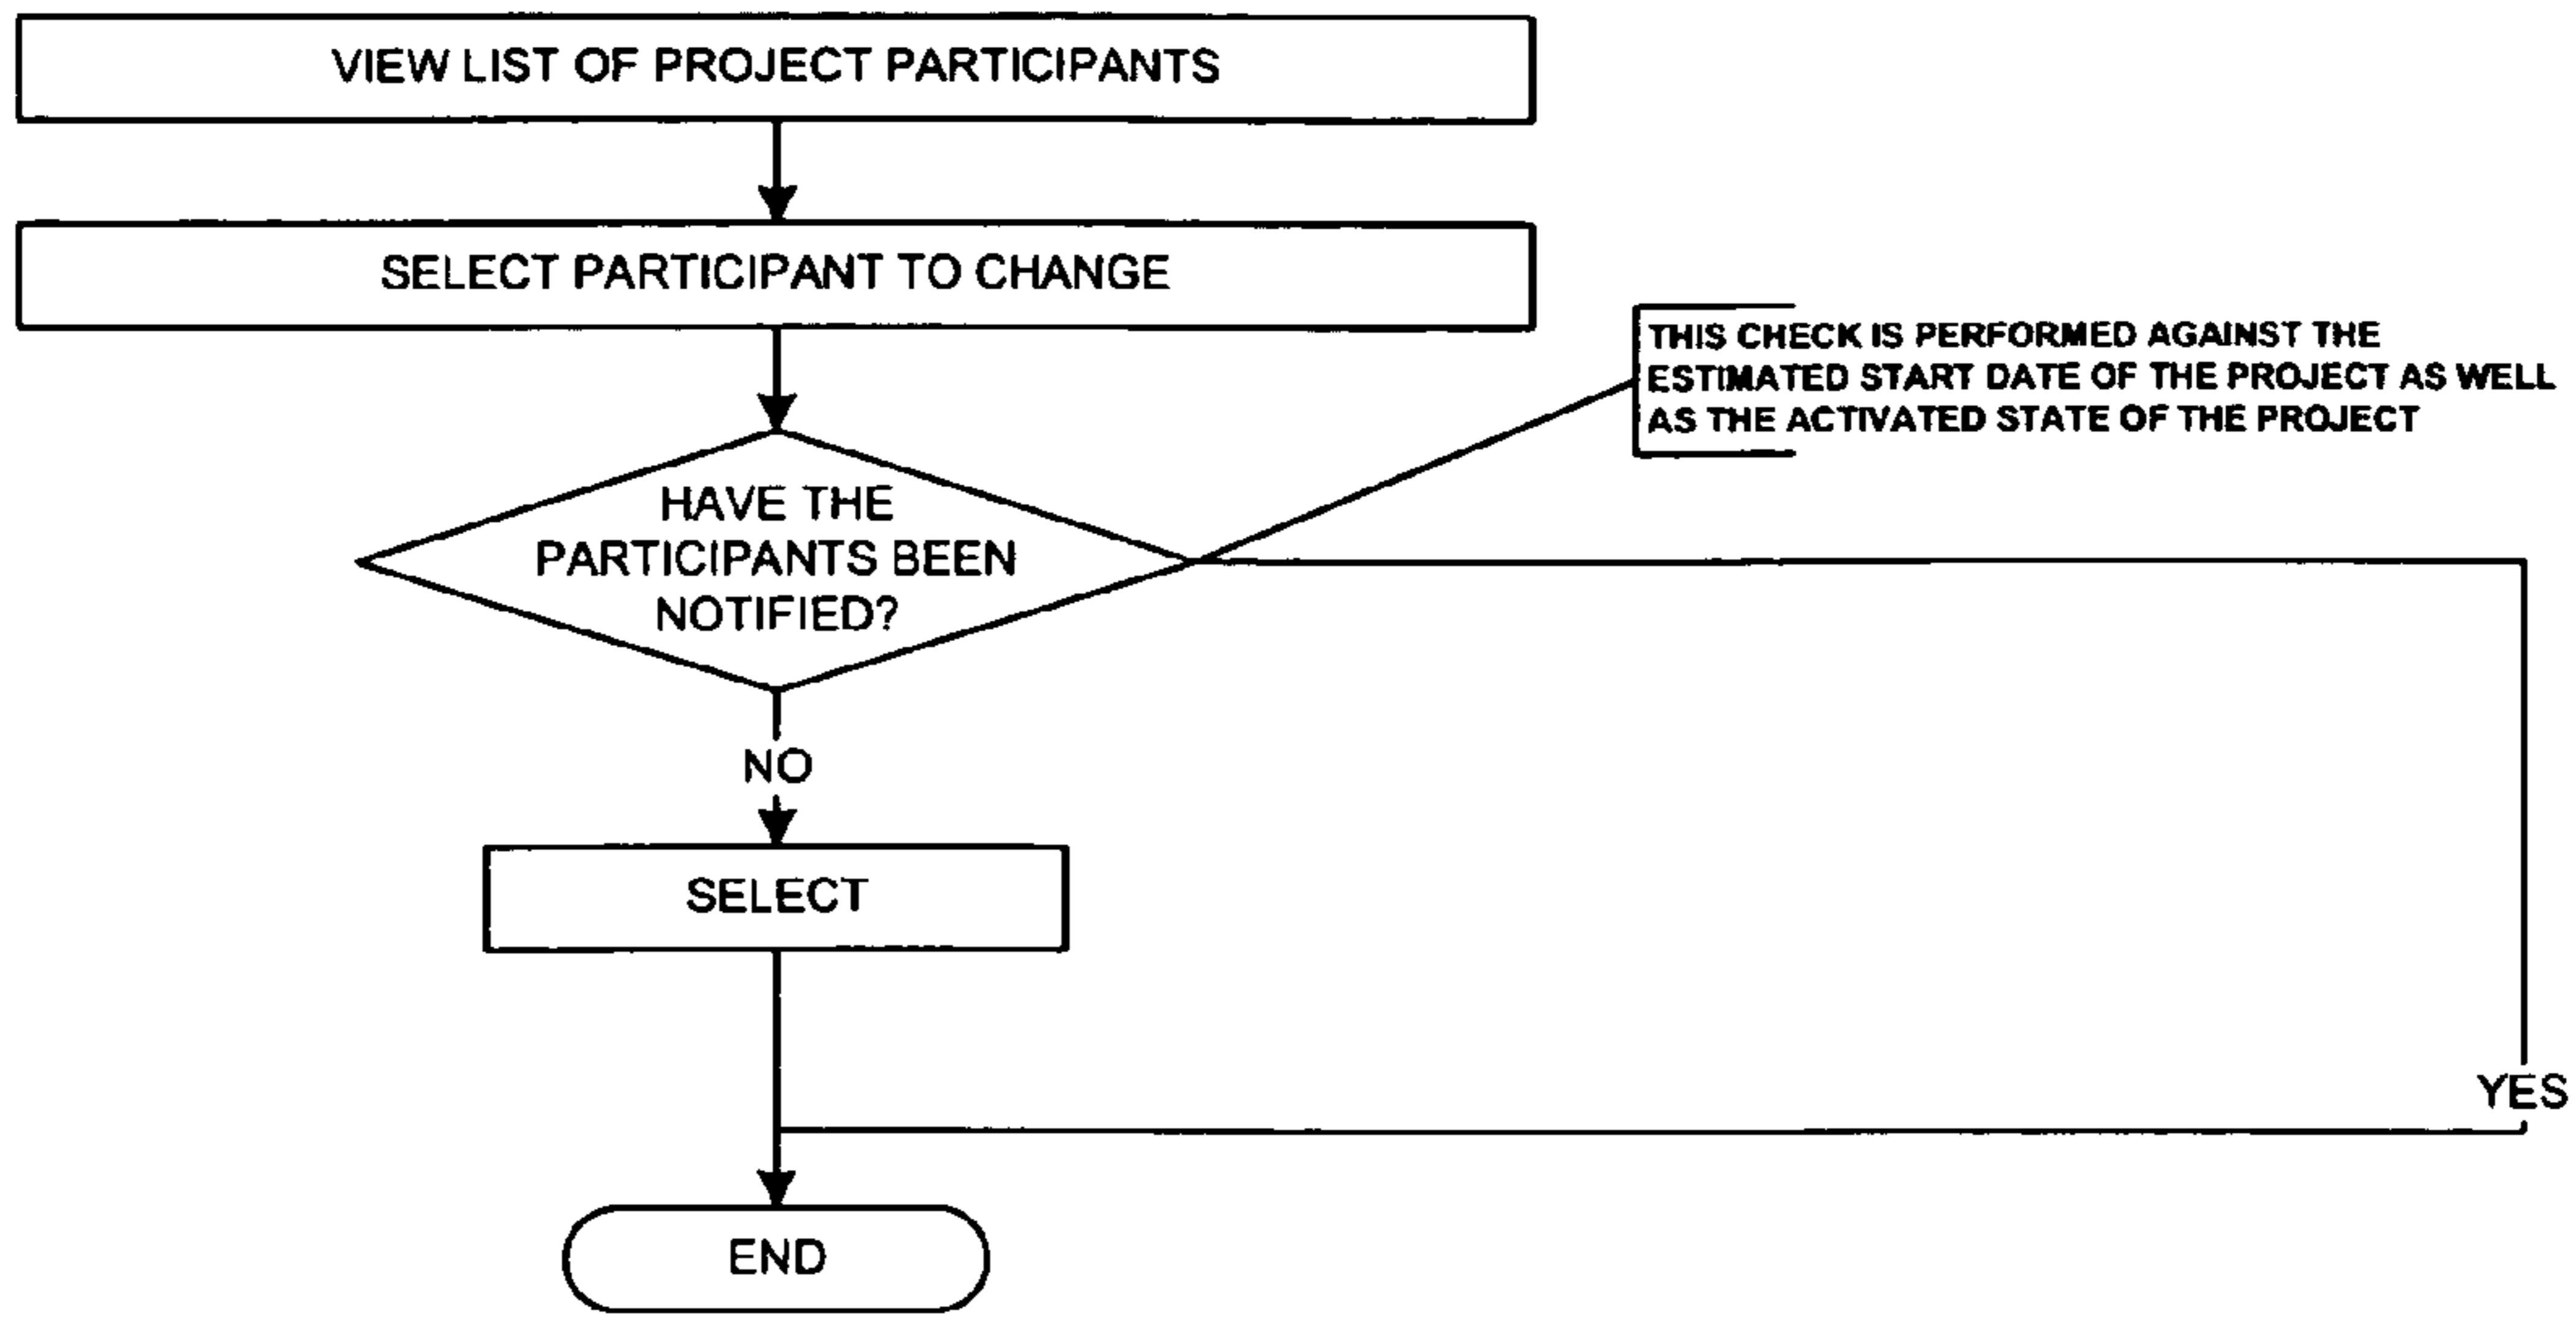 VIEW LIST OF PROJECT PARTICIPANTS
SELECT PARTICIPANT TO CHANGE
THIS CHECK IS PERFORMED AGAINST THE
ESTIMATED START DATE OF THE PROJECT AS WELL
AS THE ACTIVATED STATE OF THE PROJECT
HAVE THE
PARTICIPANTS BEEN
NOTIFIED?
NO
SELECT
YES
END